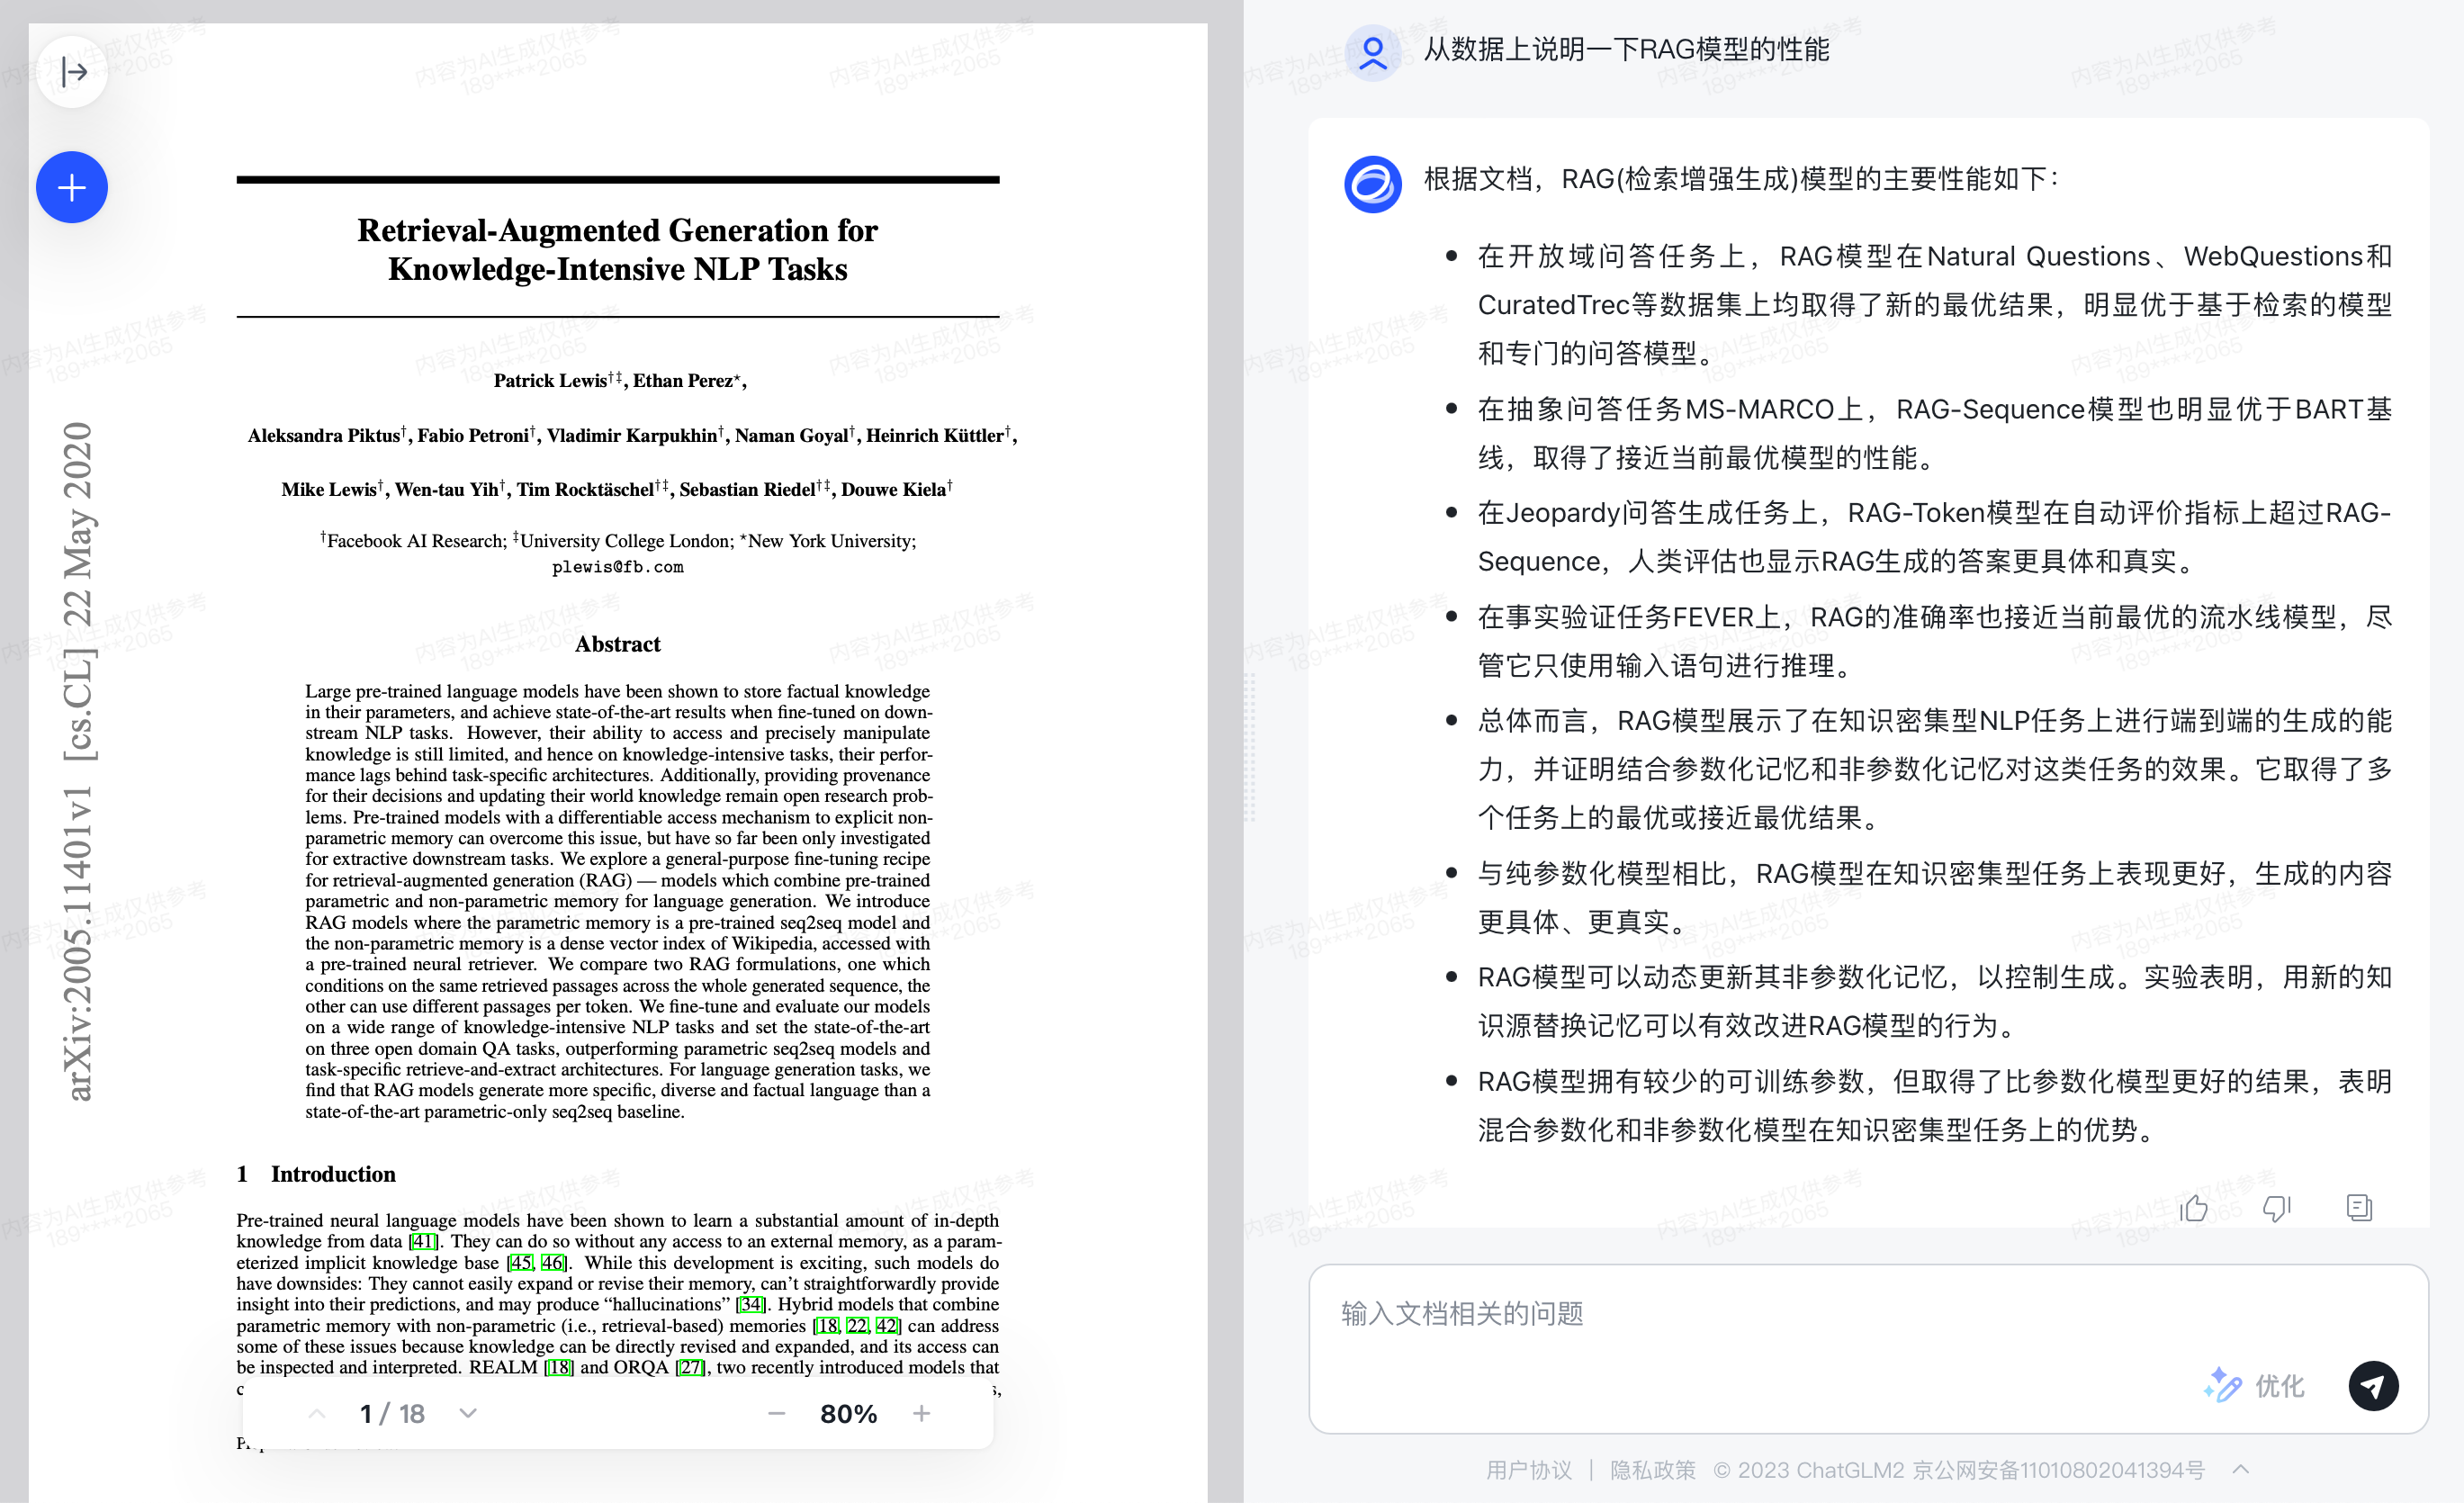 Retrieval-Augmented Generation for
Knowledge-Intensive NLP Tasks
Patrick Lewis†‡, Ethan Perez⋆,
Aleksandra Piktus†, Fabio Petroni†, Vladimir Karpukhin†, Naman Goyal†, Heinrich Küttler†,
Mike Lewis†, Wen-tau Yih†, Tim Rocktäschel†‡, Sebastian Riedel†‡, Douwe Kiela†
†Facebook AI Research; ‡University College London; ⋆New York University;
plewis@fb.com
arXiv:2005.11401v1 [cs.CL] 22 May 2020
Abstract
Large pre-trained language models have been shown to store factual knowledge
in their parameters, and achieve state-of-the-art results when fine-tuned on down-
stream NLP tasks. However, their ability to access and precisely manipulate
knowledge is still limited, and hence on knowledge-intensive tasks, their perfor-
mance lags behind task-specific architectures. Additionally, providing provenance
for their decisions and updating their world knowledge remain open research prob-
lems. Pre-trained models with a differentiable access mechanism to explicit non-
parametric memory can overcome this issue, but have so far been only investigated
for extractive downstream tasks. We explore a general-purpose fine-tuning recipe
for retrieval-augmented generation (RAG) — models which combine pre-trained
parametric and non-parametric memory for language generation. We introduce
RAG models where the parametric memory is a pre-trained seq2seq model and
the non-parametric memory is a dense vector index of Wikipedia, accessed with
a pre-trained neural retriever. We compare two RAG formulations, one which
conditions on the same retrieved passages across the whole generated sequence, the
other can use different passages per token. We fine-tune and evaluate our models
on a wide range of knowledge-intensive NLP tasks and set the state-of-the-art
on three open domain QA tasks, outperforming parametric seq2seq models and
task-specific retrieve-and-extract architectures. For language generation tasks, we
find that RAG models generate more specific, diverse and factual language than a
state-of-the-art parametric-only seq2seq baseline.
1 Introduction
Pre-trained neural language models have been shown to learn a substantial amount of in-depth
knowledge from data [41]. They can do so without any access to an external memory, as a param-
eterized implicit knowledge base [45, 46]. While this development is exciting, such models do
have downsides: They cannot easily expand or revise their memory, can't straightforwardly provide
insight into their predictions, and may produce “hallucinations” [34]. Hybrid models that combine
parametric memory with non-parametric (i.e., retrieval-based) memories [18, 22, 42] can address
some of these issues because knowledge can be directly revised and expanded, and its access can
be inspected and interpreted. REALM [18] and ORQA [27], two recently introduced models that
1 / 18
80%
从数据上说明一下RAG模型的性能
根据文档，RAG(检索增强生成)模型的主要性能如下：
• 在开放域问答任务上，RAG模型在Natural Questions、WebQuestions和
CuratedTrec等数据集上均取得了新的最优结果，明显优于基于检索的模型
和专门的问答模型。
• 在抽象问答任务MS-MARCO上，RAG-Sequence模型也明显优于BART基
线，取得了接近当前最优模型的性能。
• 在Jeopardy问答生成任务上，RAG-Token模型在自动评价指标上超过RAG-
Sequence，人类评估也显示RAG生成的答案更具体和真实。
• 在事实验证任务FEVER上，RAG的准确率也接近当前最优的流水线模型，尽
管它只使用输入语句进行推理。
• 总体而言，RAG模型展示了在知识密集型NLP任务上进行端到端的生成的能
力，并证明结合参数化记忆和非参数化记忆对这类任务的效果。它取得了多
个任务上的最优或接近最优结果。
• 与纯参数化模型相比，RAG模型在知识密集型任务上表现更好，生成的内容
更具体、更真实。
• RAG模型可以动态更新其非参数化记忆，以控制生成。实验表明，用新的知
识源替换记忆可以有效改进RAG模型的行为。
• RAG模型拥有较少的可训练参数，但取得了比参数化模型更好的结果，表明
混合参数化和非参数化模型在知识密集型任务上的优势。
输入文档相关的问题
优化
用户协议 | 隐私政策 © 2023 ChatGLM2 京公网安备11010802041394号
内容为AI生成仅供参考
189****2065